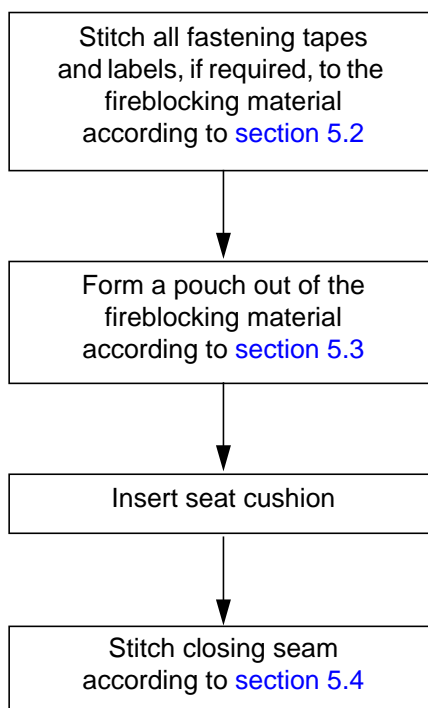 Stitch all fastening tapes
and labels, if required, to the
fireblocking material
according to section 5.2
Form a pouch out of the
fireblocking material
according to section 5.3
Insert seat cushion
Stitch closing seam
according to section 5.4